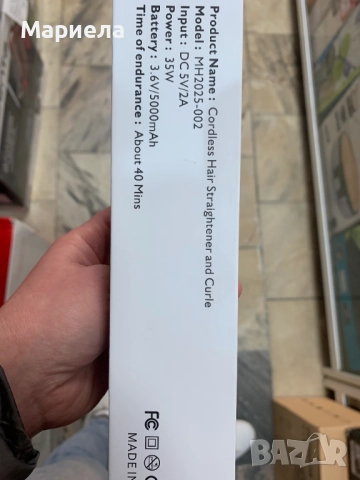 Мариела
Product Name : Cordless Hair Straightener and Curle
Model : MH2025-002
Input : DC 5V/2A
Power : 35W
Battery : 3.6V/5000mAh
Time of endurance : About 40 Mins
FC
MADE IN
BAZAR